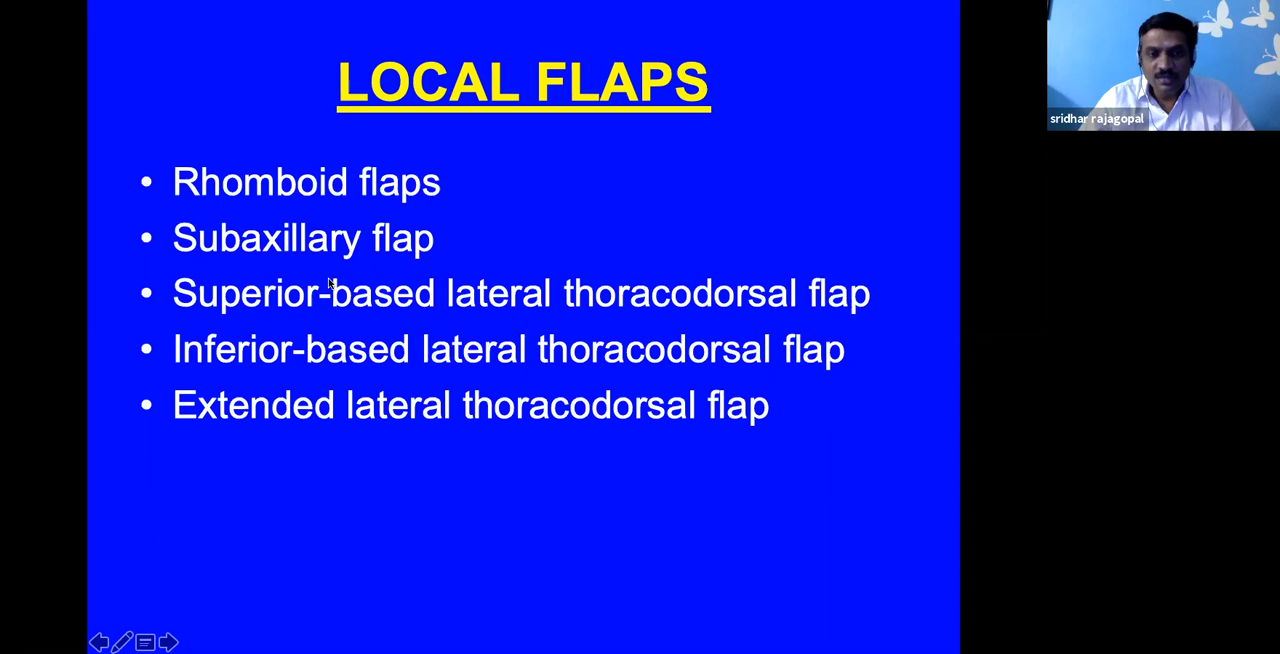 LOCAL FLAPS
• Rhomboid flaps
• Subaxillary flap
• Superior-based lateral thoracodorsal flap
• Inferior-based lateral thoracodorsal flap
• Extended lateral thoracodorsal flap
sridhar rajagopal